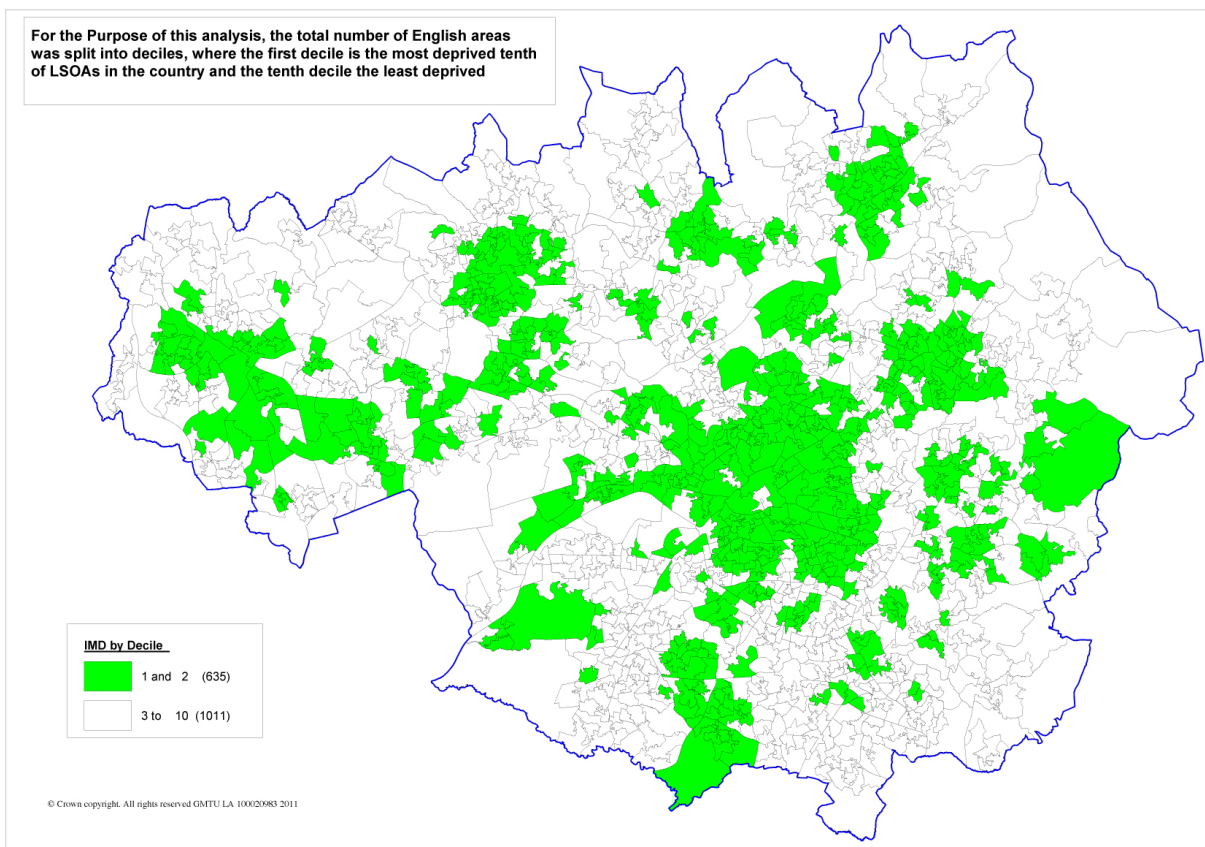 For the Purpose of this analysis, the total number of English areas
was split into deciles, where the first decile is the most deprived tenth
of LSOAs in the country and the tenth decile the least deprived
IMD by Decile
1 and 2 (635)
3 to 10 (1011)
© Crown copyright. All rights reserved GMTU LA 100020983 2011